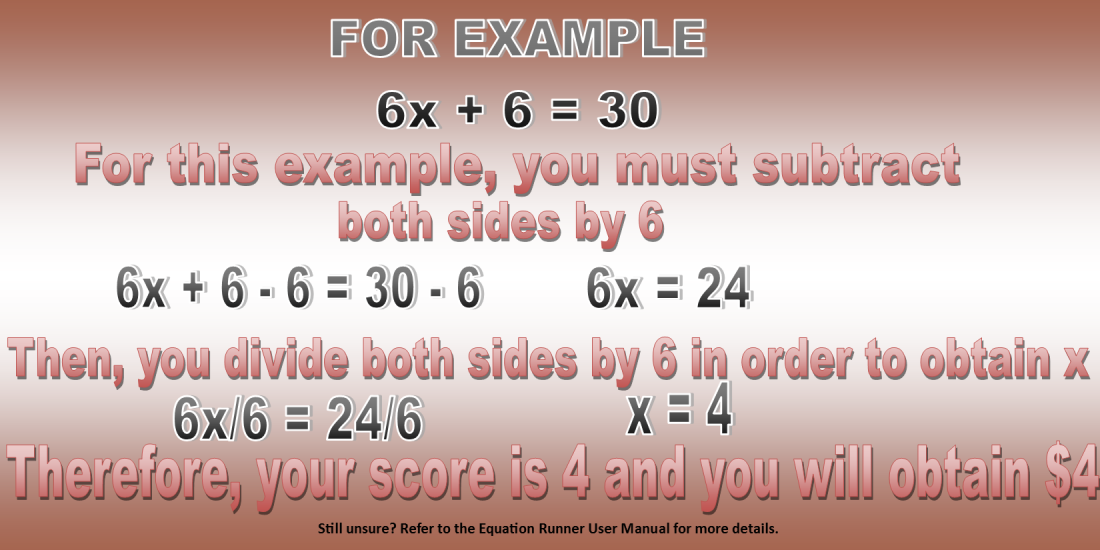 FOR EXAMPLE
6x + 6 = 30
For this example, you must subtract
both sides by 6
6x + 6 - 6 = 30 - 6 6x = 24
Then, you divide both sides by 6 in order to obtain x
6x/6 = 24/6 x = 4
Therefore, your score is 4 and you will obtain $4
Still unsure? Refer to the Equation Runner User Manual for more details.